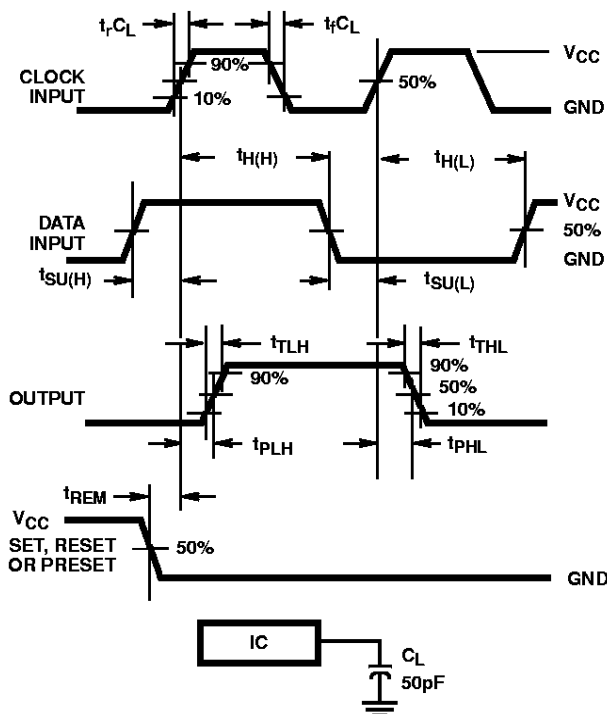 trCL
tfCL
VCC
90%
50%
CLOCK
INPUT
10%
GND
tH(H)
tH(L)
VCC
DATA
INPUT
50%
GND
tSU(H)
tSU(L)
tTLH
tTHL
90%
90%
50%
OUTPUT
10%
tPLH
tPHL
tREM
VCC
50%
SET, RESET
OR PRESET
GND
IC
CL
50pF